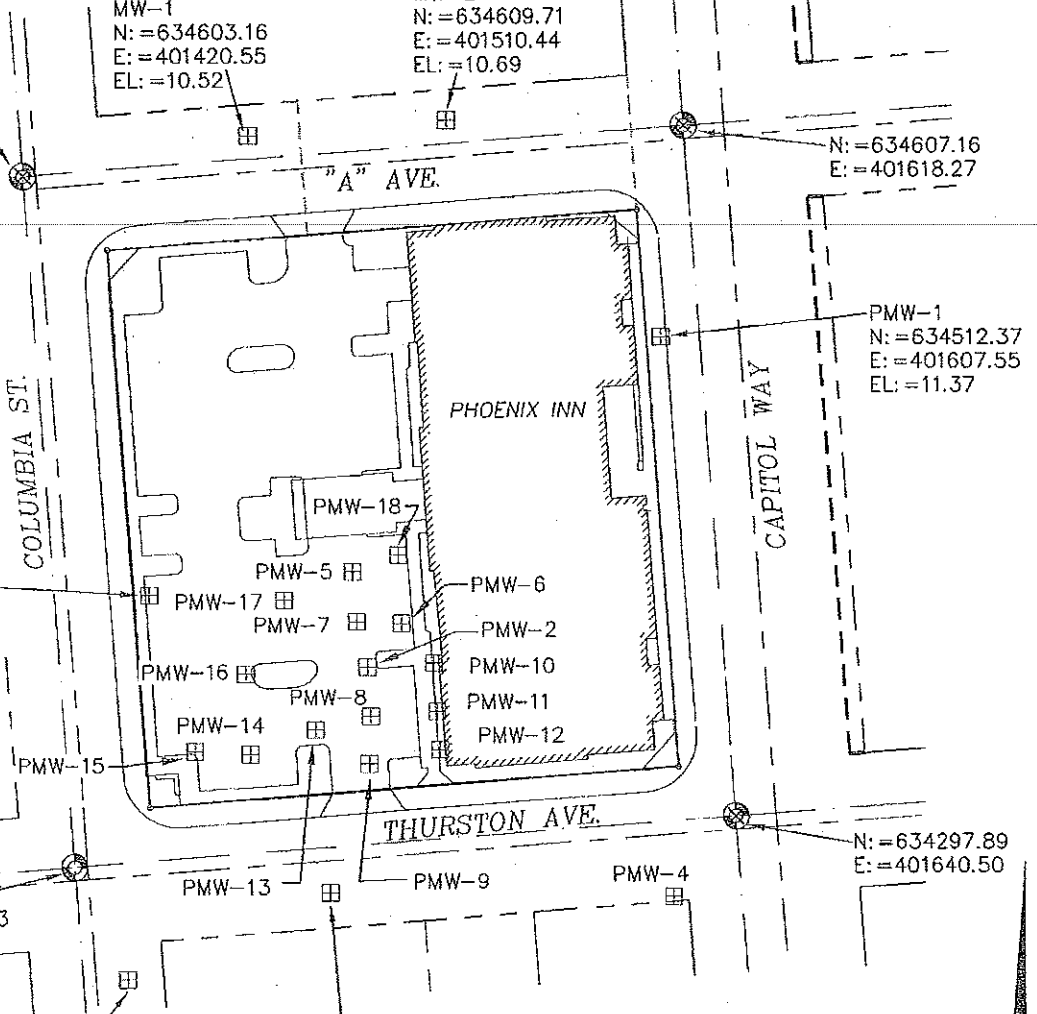 MW-1
N:=634603.16
E:=401420.55
EL:=10.52
N:=634609.71
E:=401510.44
EL:=10.69
N:=634607.16
E:=401618.27
"A" AVE.
PMW-1
N:=634512.37
E:=401607.55
EL:=11.37
COLUMBIA ST.
PHOENIX INN
CAPITOL WAY
PMW-18
PMW-5
PMW-6
PMW-17
PMW-7
PMW-2
PMW-16
PMW-10
PMW-8
PMW-11
PMW-14
PMW-12
PMW-15
THURSTON AVE.
N:=634297.89
E:=401640.50
PMW-13
PMW-9
PMW-4
3